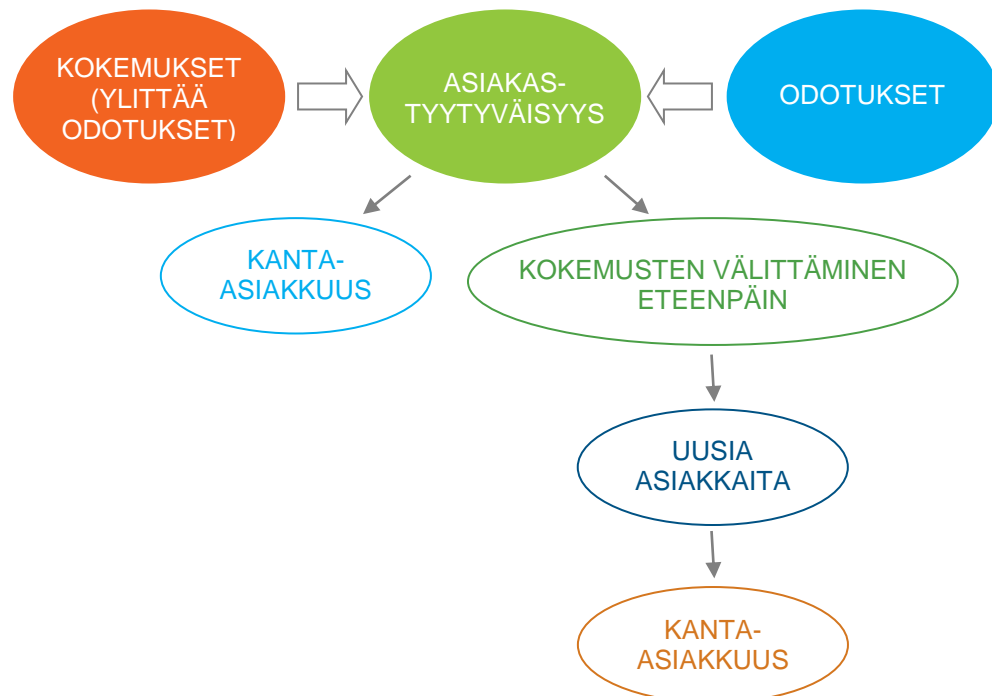 KOKEMUKSET
(YLITTÄÄ
ODOTUKSET)
ASIAKAS-
TYYTYVÄISYYS
ODOTUKSET
KANTA-
ASIAKKUUS
KOKEMUSTEN VÄLITTÄMINEN
ETEENPÄIN
UUSIA
ASIAKKAITA
KANTA-
ASIAKKUUS